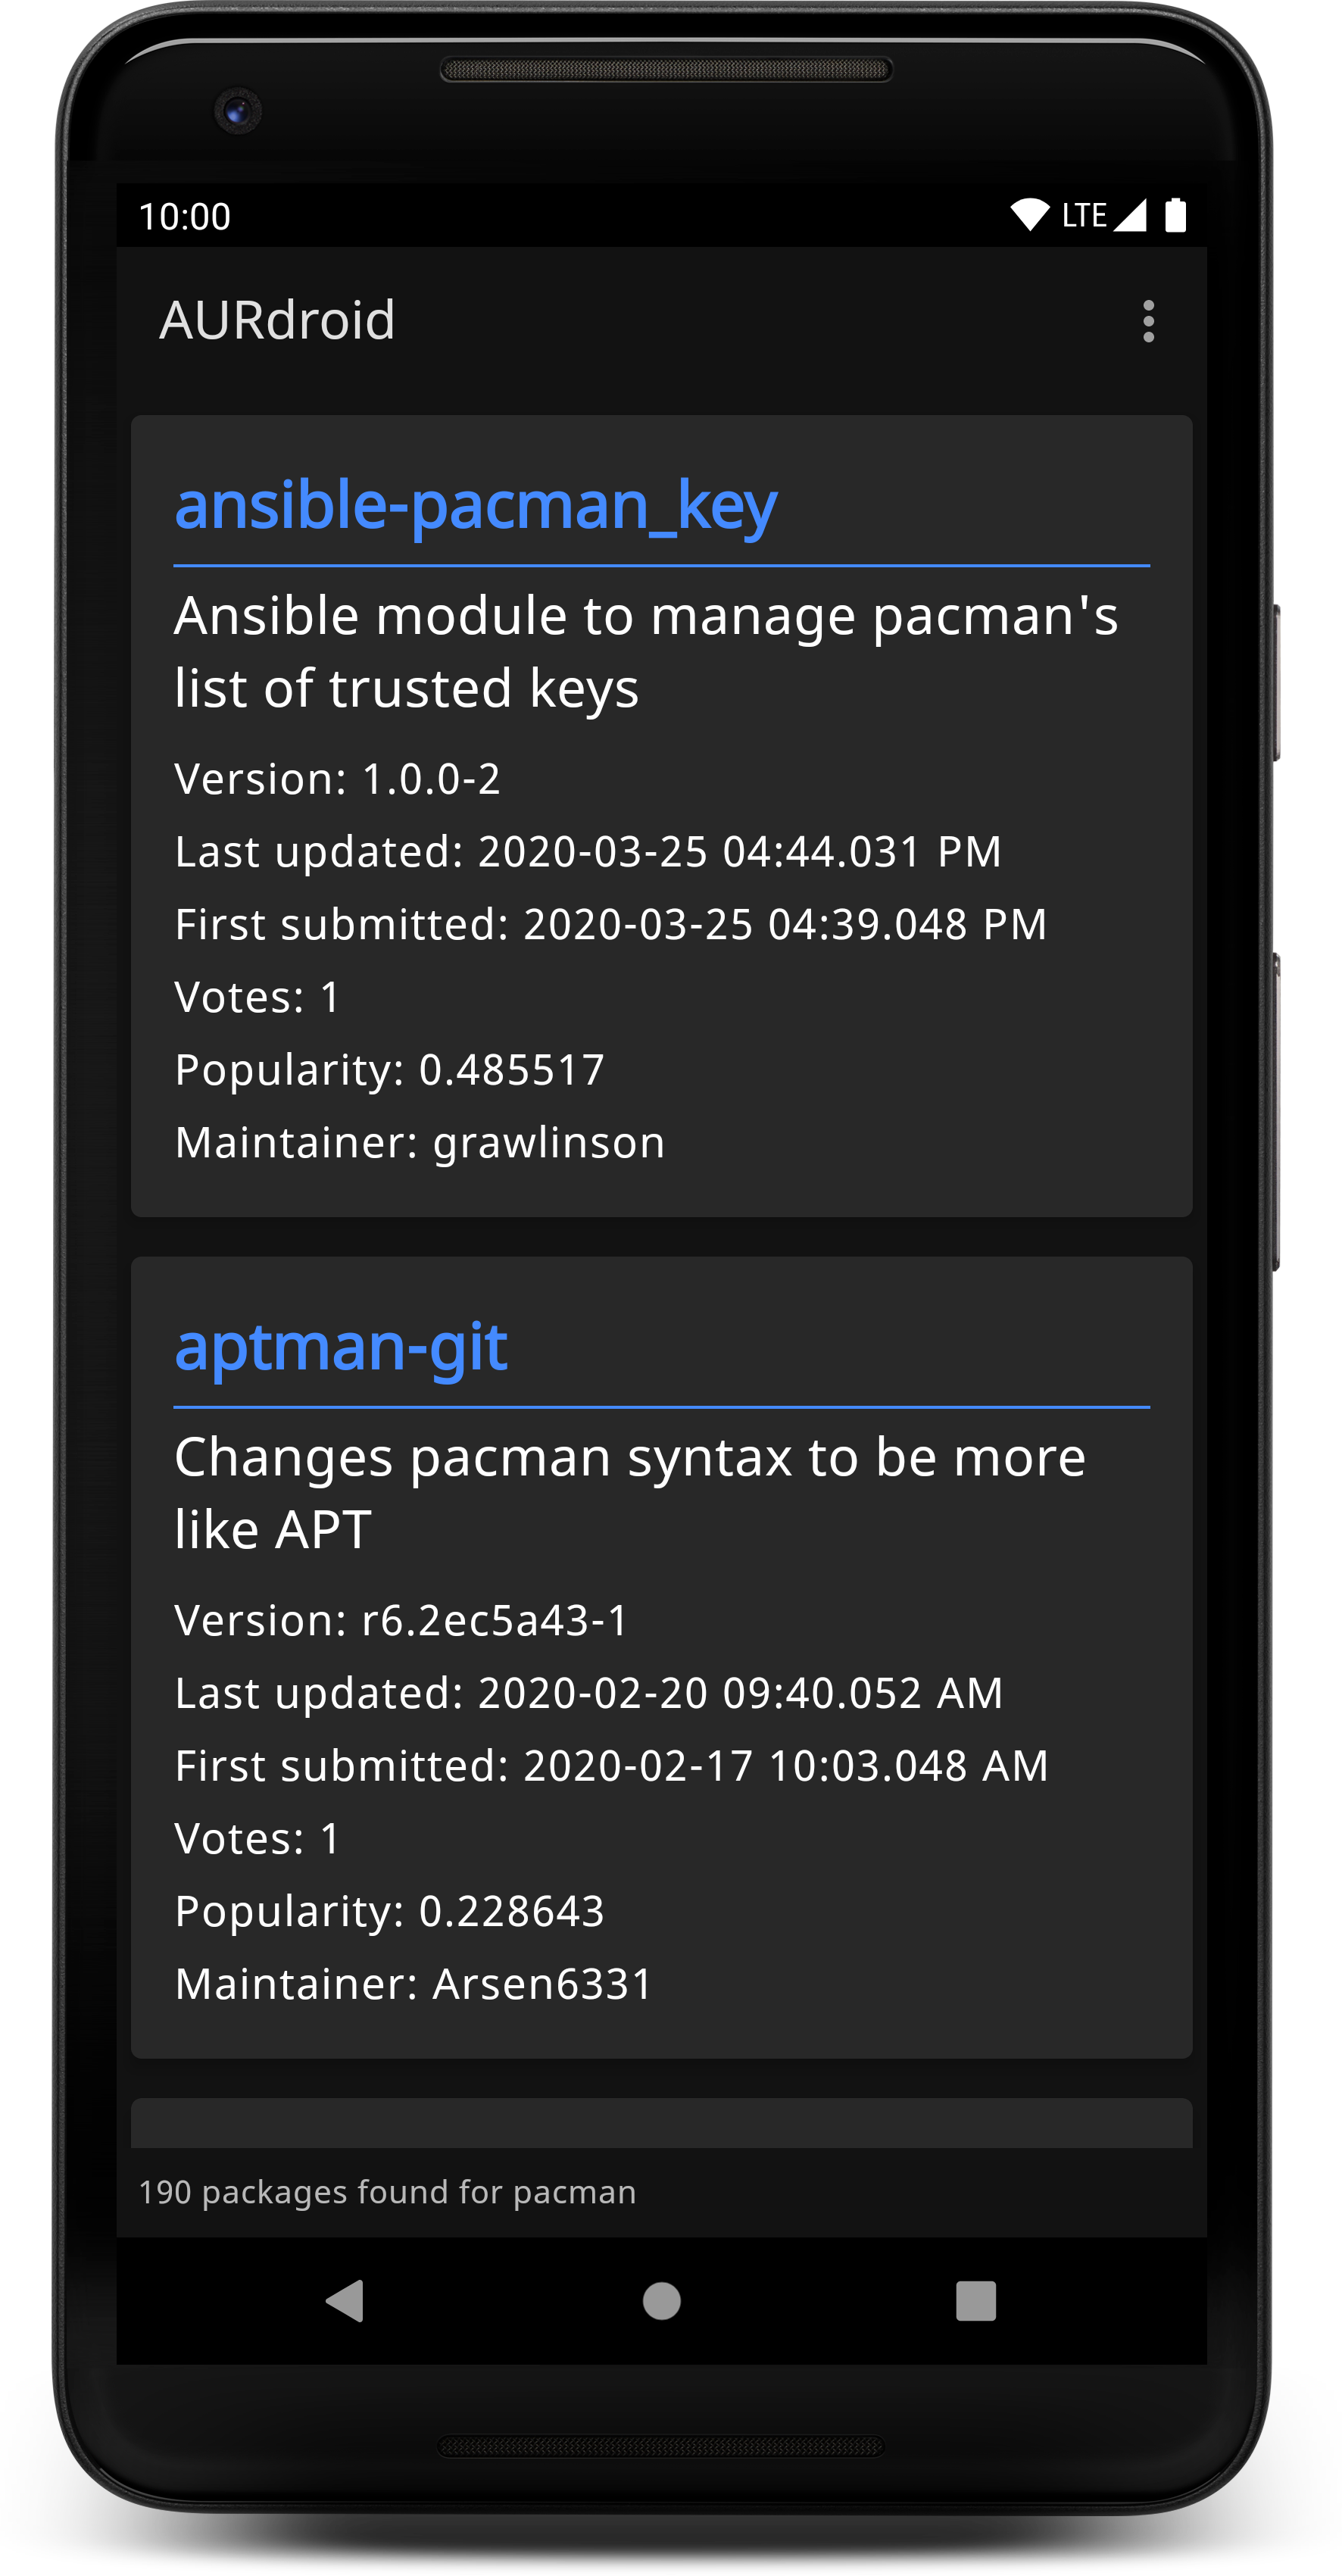 10:00 LTE
AURdroid
ansible-pacman_key
Ansible module to manage pacman's
list of trusted keys
Version: 1.0.0-2
Last updated: 2020-03-25 04:44.031 PM
First submitted: 2020-03-25 04:39.048 PM
Votes: 1
Popularity: 0.485517
Maintainer: grawlinson
aptman-git
Changes pacman syntax to be more
like APT
Version: r6.2ec5a43-1
Last updated: 2020-02-20 09:40.052 AM
First submitted: 2020-02-17 10:03.048 AM
Votes: 1
Popularity: 0.228643
Maintainer: Arsen6331
190 packages found for pacman